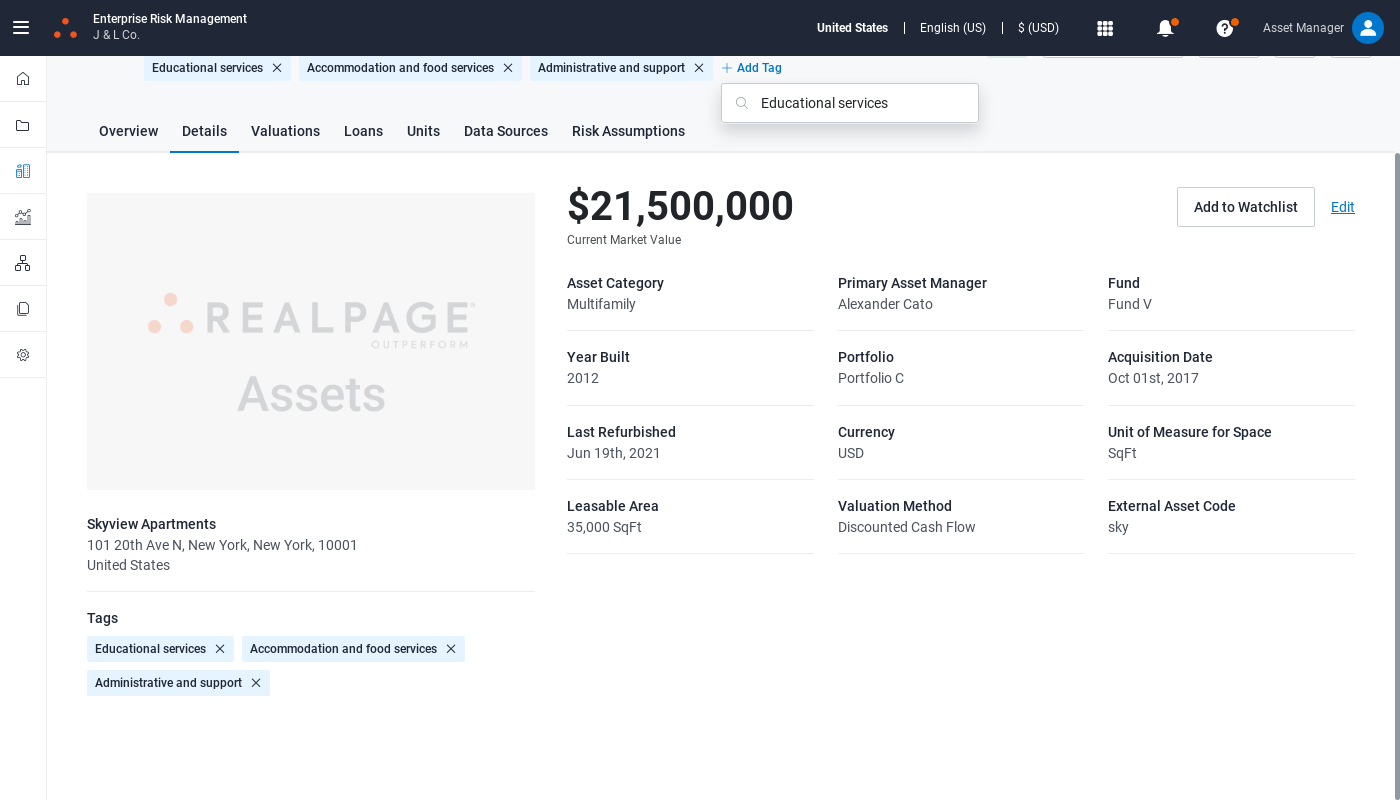 Enterprise Risk Management
J & L Co.
United States
English (US)
$ (USD)
Asset Manager
Educational services
Accommodation and food services
Administrative and support
Add Tag
Educational services
Overview
Details
Valuations
Loans
Units
Data Sources
Risk Assumptions
REALPAGE®
OUTPERFORM
Assets
$21,500,000
Current Market Value
Add to Watchlist
Edit
Asset Category
Multifamily
Primary Asset Manager
Alexander Cato
Fund
Fund V
Year Built
2012
Portfolio
Portfolio C
Acquisition Date
Oct 01st, 2017
Last Refurbished
Jun 19th, 2021
Currency
USD
Unit of Measure for Space
SqFt
Leasable Area
35,000 SqFt
Valuation Method
Discounted Cash Flow
External Asset Code
sky
Skyview Apartments
101 20th Ave N, New York, New York, 10001
United States
Tags
Educational services
Accommodation and food services
Administrative and support